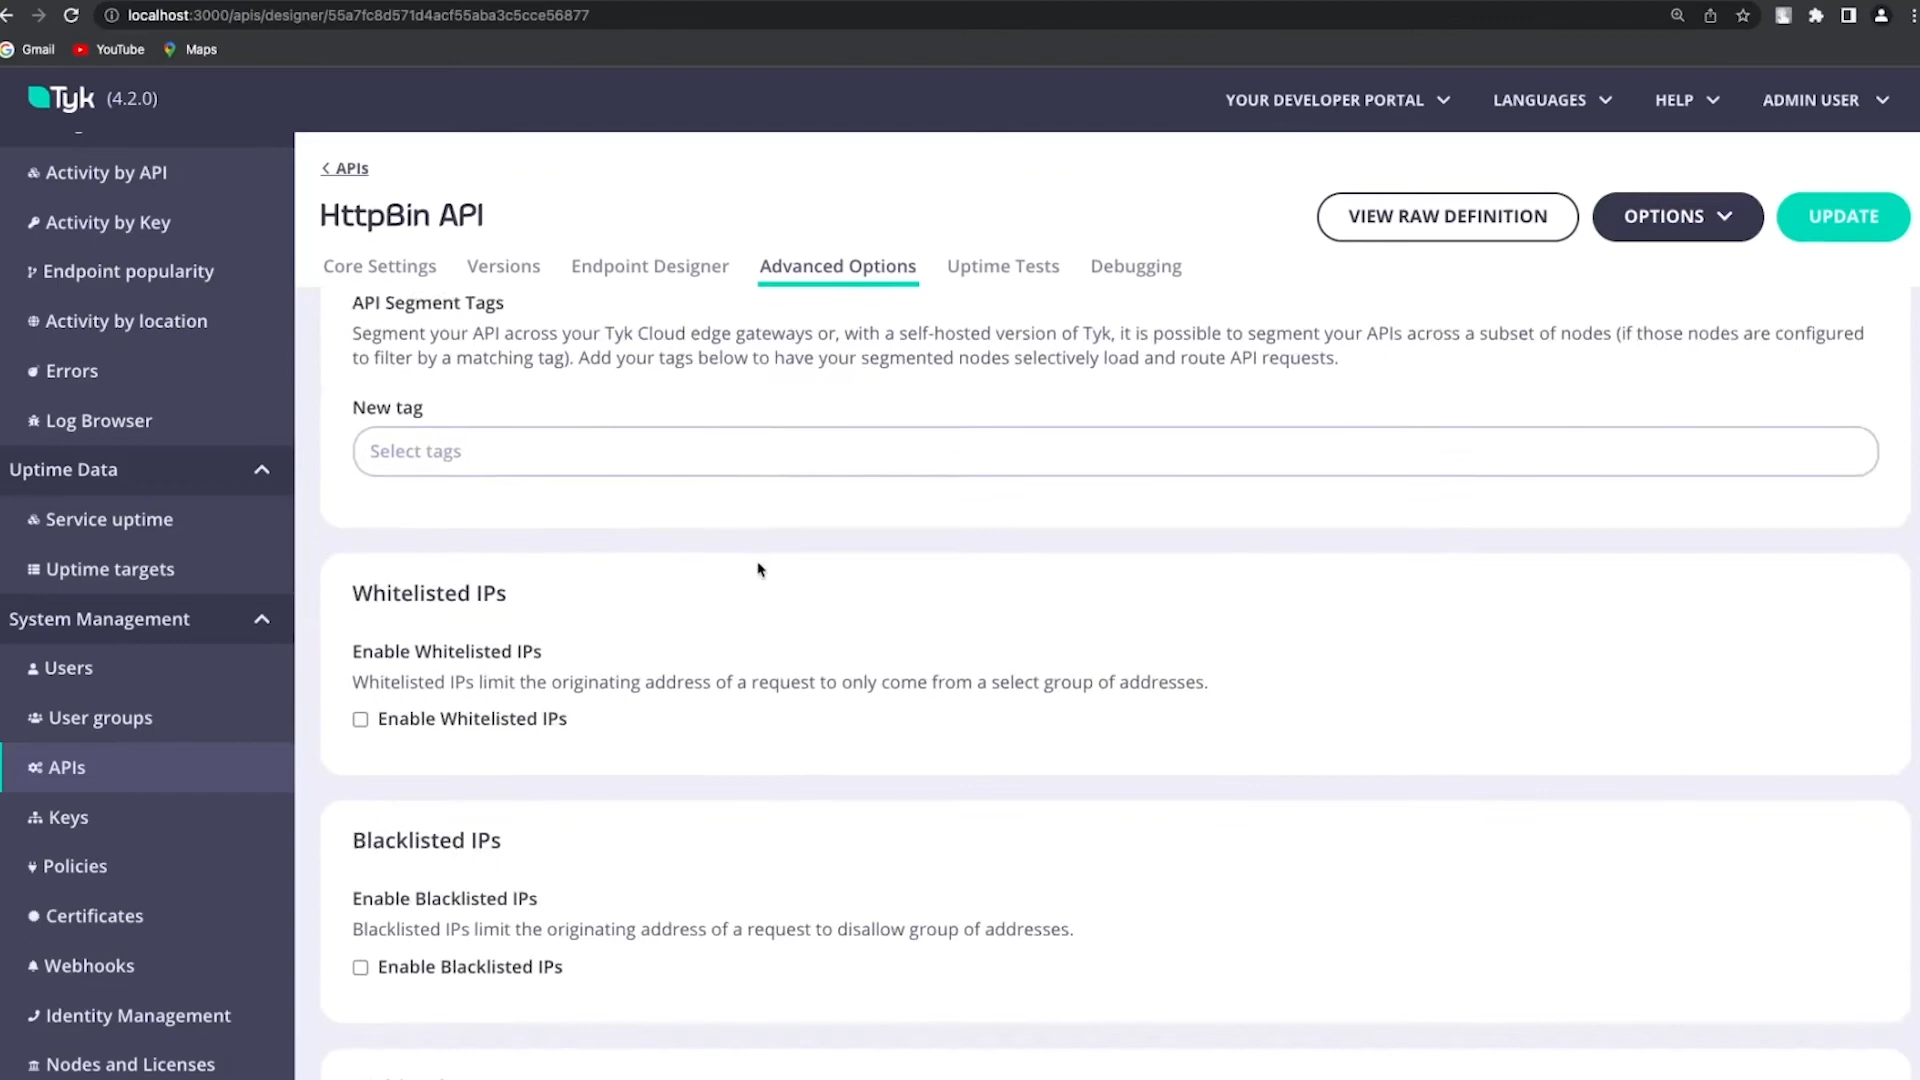 localhost:3000/apis/designer/55a7fc8d571d4acf55aba3c5cce56877
Gmail
YouTube
Maps
Tyk (4.2.0)
YOUR DEVELOPER PORTAL
LANGUAGES
HELP
ADMIN USER
Activity by API
Activity by Key
Endpoint popularity
Activity by location
Errors
Log Browser
Uptime Data
Service uptime
Uptime targets
System Management
Users
User groups
APIs
Keys
Policies
Certificates
Webhooks
Identity Management
Nodes and Licenses
< APIs
HttpBin API
VIEW RAW DEFINITION
OPTIONS
UPDATE
Core Settings
Versions
Endpoint Designer
Advanced Options
Uptime Tests
Debugging
API Segment Tags
Segment your API across your Tyk Cloud edge gateways or, with a self-hosted version of Tyk, it is possible to segment your APIs across a subset of nodes (if those nodes are configured
to filter by a matching tag). Add your tags below to have your segmented nodes selectively load and route API requests.
New tag
Select tags
Whitelisted IPs
Enable Whitelisted IPs
Whitelisted IPs limit the originating address of a request to only come from a select group of addresses.
Enable Whitelisted IPs
Blacklisted IPs
Enable Blacklisted IPs
Blacklisted IPs limit the originating address of a request to disallow group of addresses.
Enable Blacklisted IPs